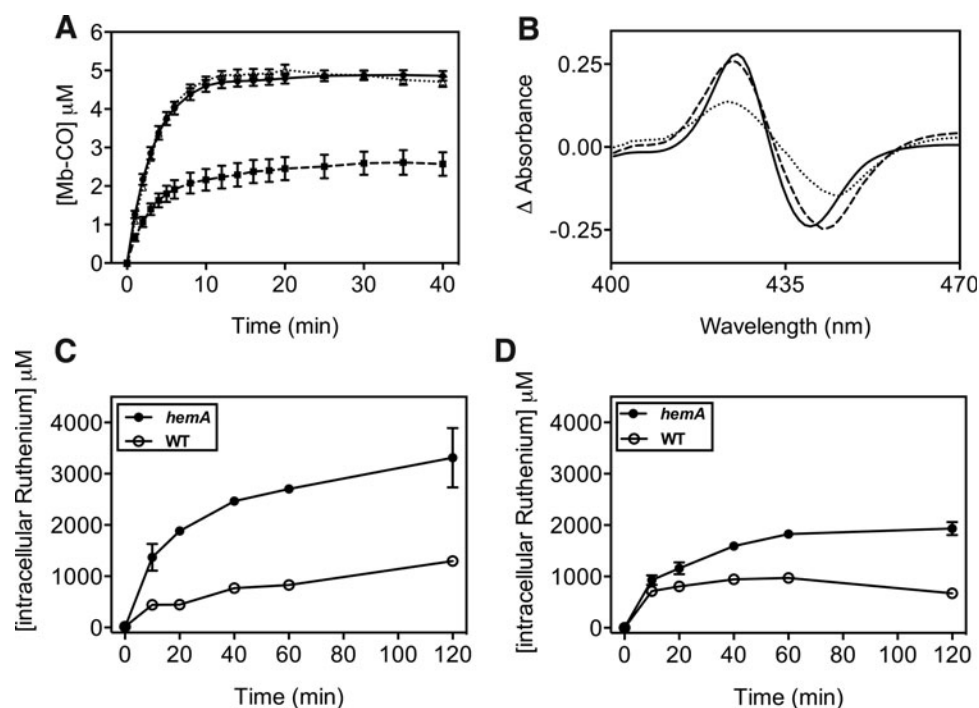 A
[Mb-CO] µM
6
5
4
3
2
1
0
0 10 20 30 40
Time (min)
B
Δ Absorbance
0.25
0.00
-0.25
400 435 470
Wavelength (nm)
C
[intracellular Ruthenium] µM
4000
3000
2000
1000
0
hemA
WT
0 20 40 60 80 100 120
Time (min)
D
[intracellular Ruthenium] µM
4000
3000
2000
1000
0
hemA
WT
0 20 40 60 80 100 120
Time (min)